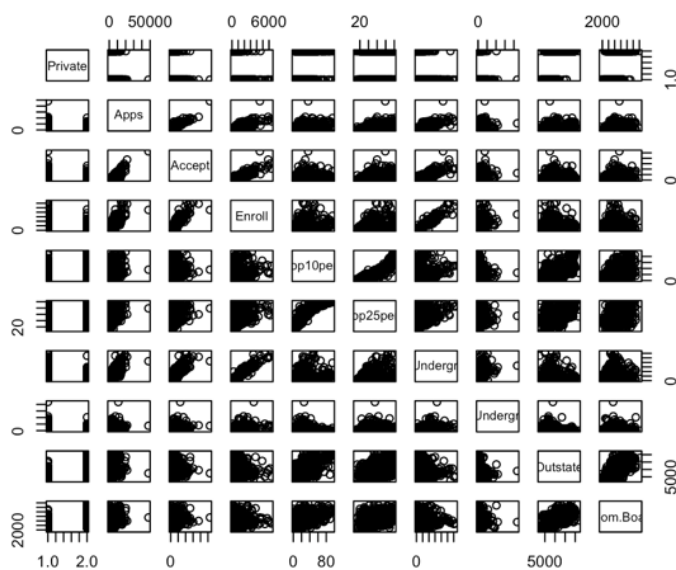 0 50000 0 6000 20 0 2000
Private 1.0
Apps
0
Accept
0
Enroll
0
op10pe
0
op25pe
20
Undergr
0
Undergr
0
Outstate
5000
om.Boa
2000
1.0 2.0 0 0 80 0 5000